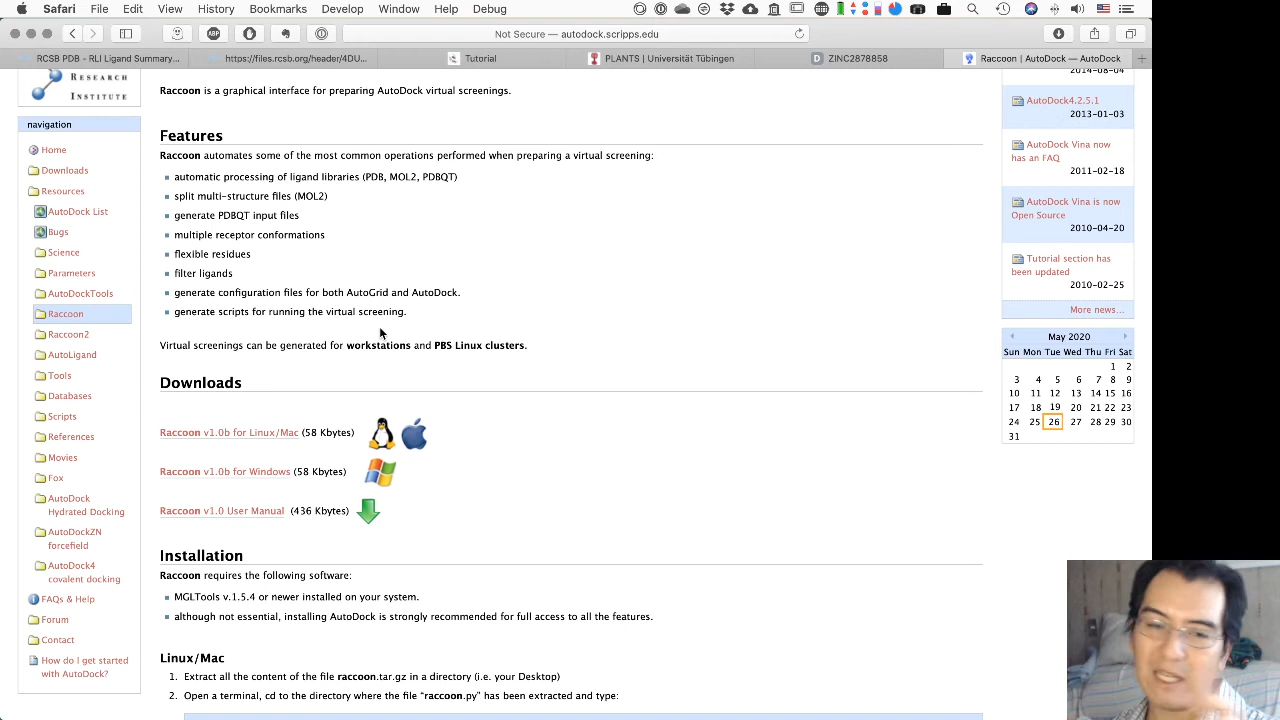 Safari File Edit View History Bookmarks Develop Window Help Debug
Not Secure — autodock.scripps.edu
RCSB PDB - RLI Ligand Summary...
https://files.rcsb.org/header/4DU...
Tutorial
PLANTS | Universität Tübingen
ZINC2878858
Raccoon | AutoDock — AutoDock
RESEARCH
INSTITUTE
navigation
Home
Downloads
Resources
AutoDock List
Bugs
Science
Parameters
AutoDockTools
Raccoon
Raccoon2
AutoLigand
Tools
Databases
Scripts
References
Movies
Fox
AutoDock
Hydrated Docking
AutoDockZN
forcefield
AutoDock4
covalent docking
FAQs & Help
Forum
Contact
How do I get started
with AutoDock?
Raccoon is a graphical interface for preparing AutoDock virtual screenings.
Features
Raccoon automates some of the most common operations performed when preparing a virtual screening:
automatic processing of ligand libraries (PDB, MOL2, PDBQT)
split multi-structure files (MOL2)
generate PDBQT input files
multiple receptor conformations
flexible residues
filter ligands
generate configuration files for both AutoGrid and AutoDock.
generate scripts for running the virtual screening.
Virtual screenings can be generated for workstations and PBS Linux clusters.
Downloads
Raccoon v1.0b for Linux/Mac (58 Kbytes)
Raccoon v1.0b for Windows (58 Kbytes)
Raccoon v1.0 User Manual (436 Kbytes)
Installation
Raccoon requires the following software:
MGLTools v.1.5.4 or newer installed on your system.
although not essential, installing AutoDock is strongly recommended for full access to all the features.
Linux/Mac
1. Extract all the content of the file raccoon.tar.gz in a directory (i.e. your Desktop)
2. Open a terminal, cd to the directory where the file “raccoon.py” has been extracted and type:
2014-08-04
AutoDock4.2.5.1
2013-01-03
AutoDock Vina now
has an FAQ
2011-02-18
AutoDock Vina is now
Open Source
2010-04-20
Tutorial section has
been updated
2010-02-25
More news...
May 2020
Sun Mon Tue Wed Thu Fri Sat
1 2
3 4 5 6 7 8 9
10 11 12 13 14 15 16
17 18 19 20 21 22 23
24 25 26 27 28 29 30
31